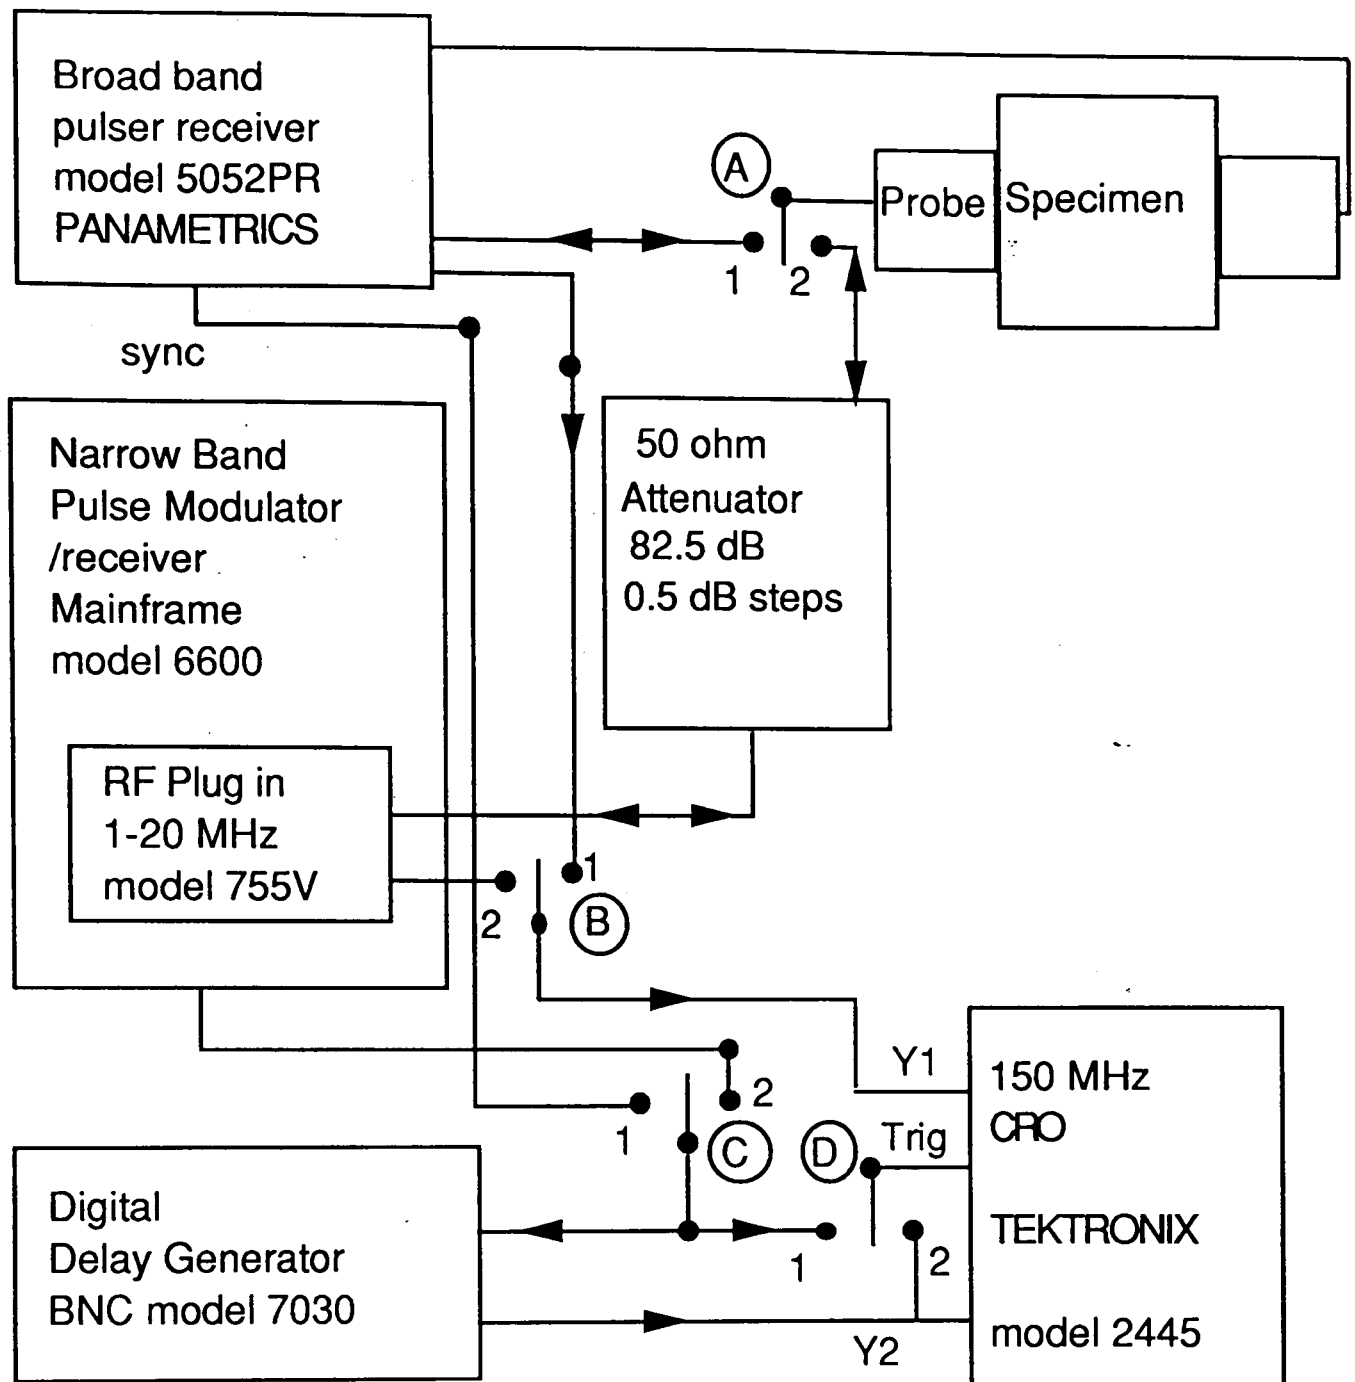 Broad band
pulser receiver
model 5052PR
PANAMETRICS
A
Probe
Specimen
1
2
sync
Narrow Band
Pulse Modulator
/receiver
Mainframe
model 6600
50 ohm
Attenuator
82.5 dB
0.5 dB steps
RF Plug in
1-20 MHz
model 755V
1
2
B
Y1
150 MHz
CRO
TEKTRONIX
model 2445
2
1
C
D
Trig
1
2
Digital
Delay Generator
BNC model 7030
Y2